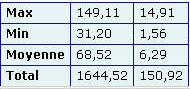 Max 149,11 14,91
Min 31,20 1,56
Moyenne 68,52 6,29
Total 1644,52 150,92